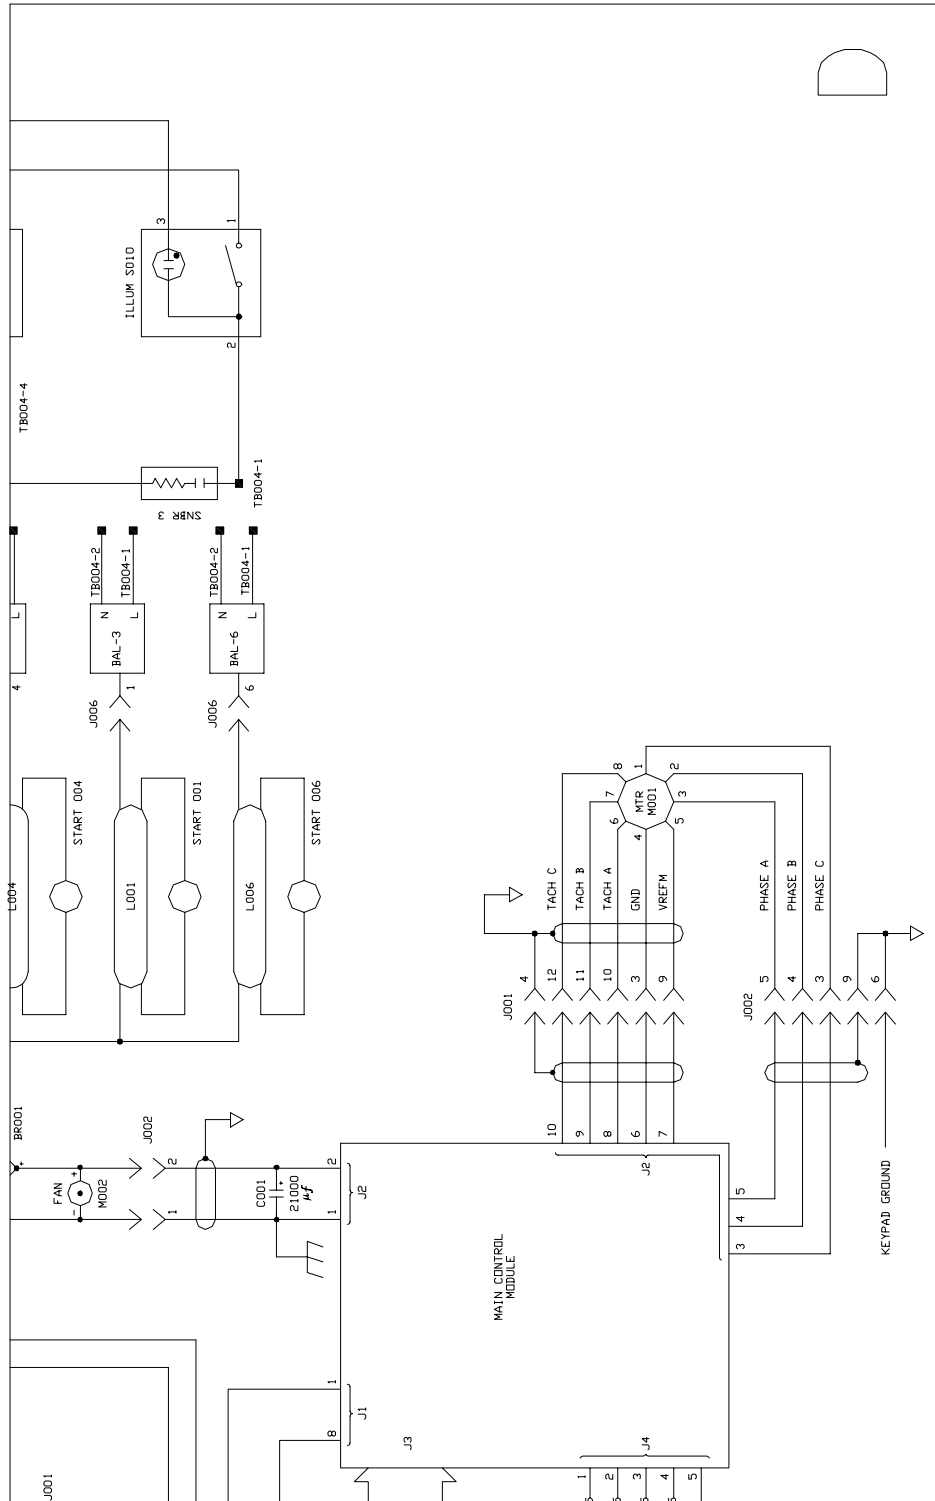 3
1
ILLUM S010
2
TB004-4
TB004-1
SNBR 3
TB004-2
TB004-1
TB004-2
TB004-1
L
N
L
N
L
BAL-3
BAL-6
4
1
6
J006
J006
START 004
START 001
START 006
L004
L001
L006
8
1
2
7
MTR
M001
3
6
4
5
TACH C
TACH B
TACH A
GND
VREFM
PHASE A
PHASE B
PHASE C
4
12
11
10
3
9
5
4
3
9
6
J001
J002
BR001
J002
10
9
8
6
7
+
FAN
+
-
M002
2
1
C001
+
21000
µf
2
1
J2
J2
5
4
3
KEYPAD GROUND
MAIN CONTROL
MODULE
1
8
J1
J3
J4
1
2
3
4
5
J001